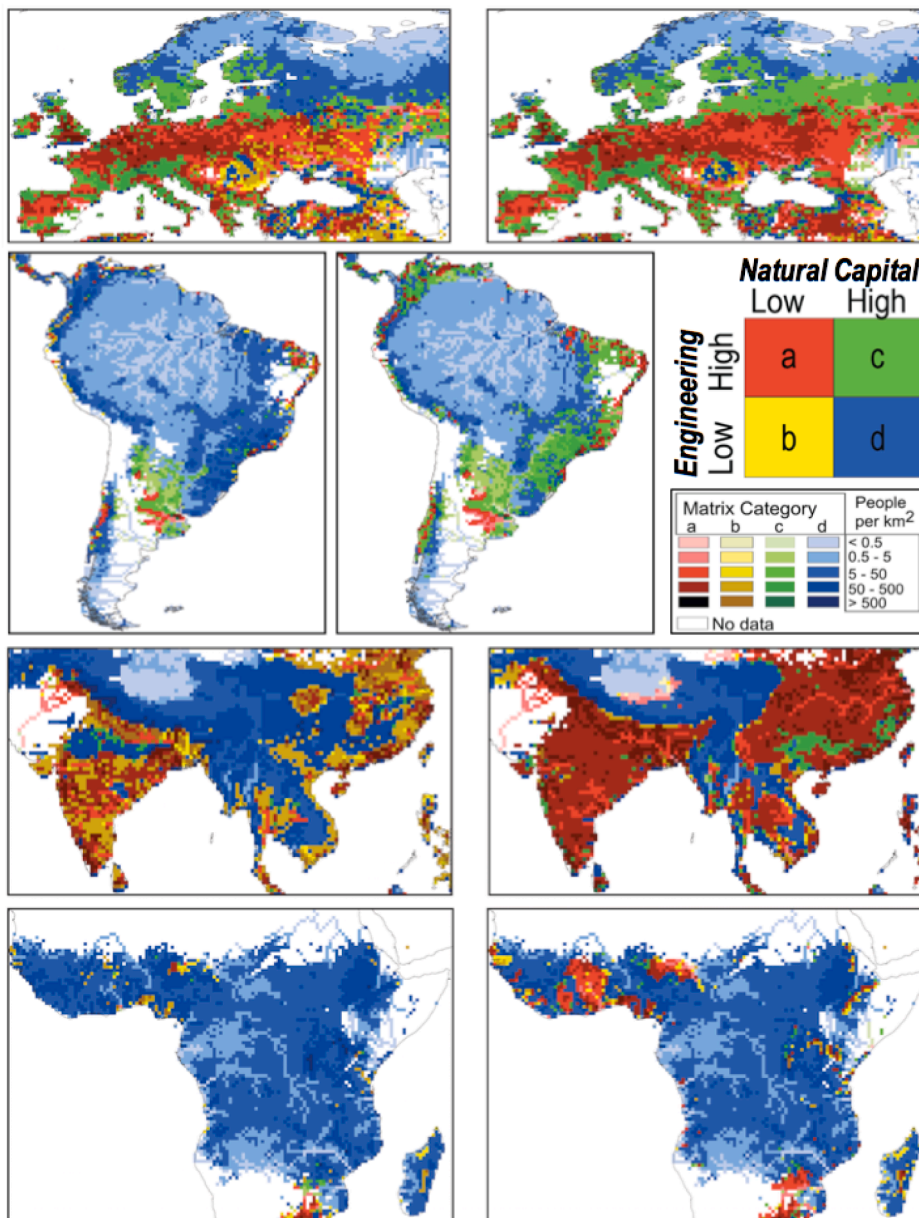 Natural Capital
Low High
Engineering
High
Low
a c
b d
Matrix Category
a b c d
People
per km²
< 0.5
0.5 - 5
5 - 50
50 - 500
> 500
No data